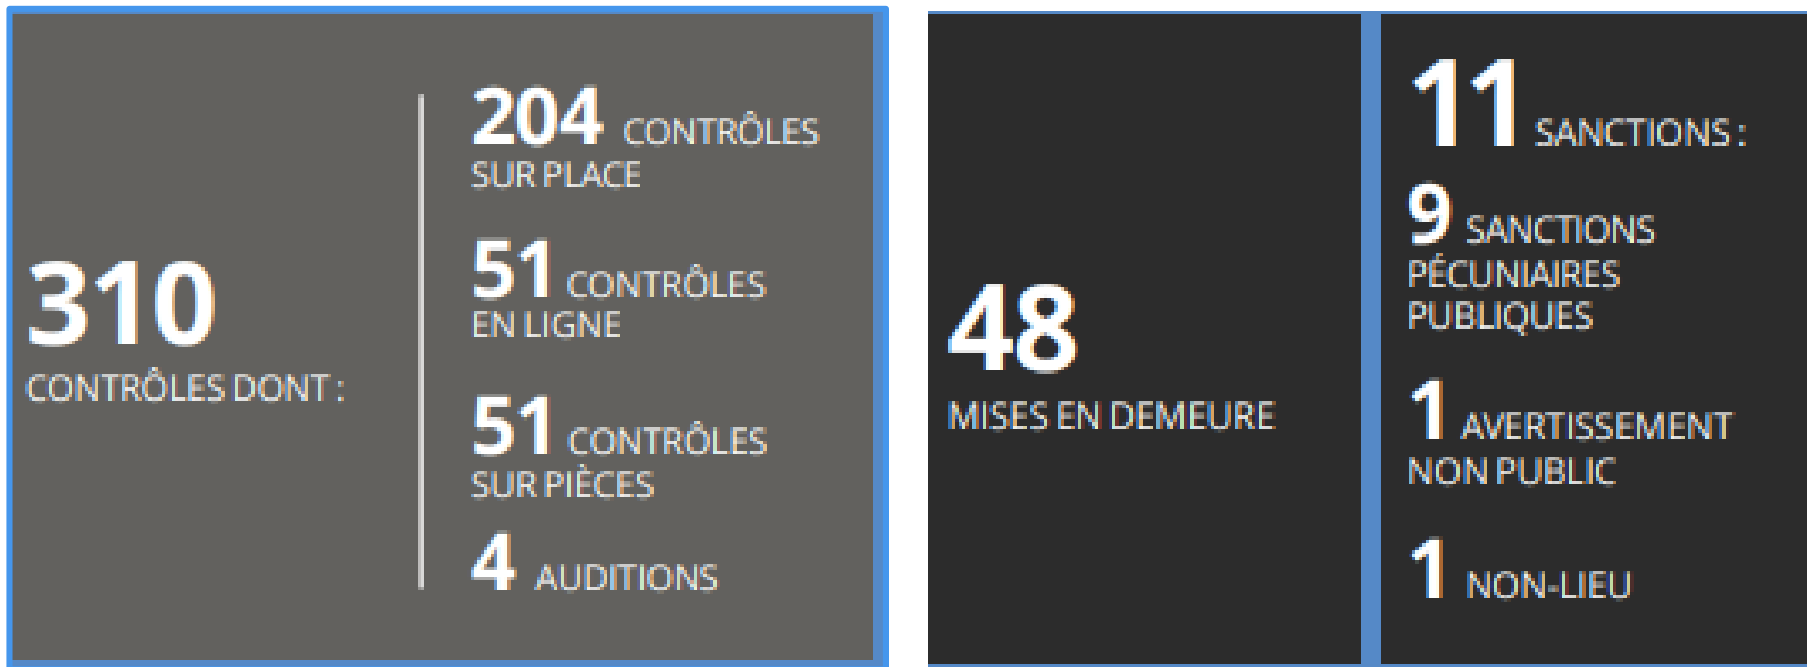 310
CONTRÔLES DONT :
204 CONTRÔLES
SUR PLACE
51 CONTRÔLES
EN LIGNE
51 CONTRÔLES
SUR PIÈCES
4 AUDITIONS
48
MISES EN DEMEURE
11 SANCTIONS :
9 SANCTIONS
PÉCUNIAIRES
PUBLIQUES
1 AVERTISSEMENT
NON PUBLIC
1 NON-LIEU